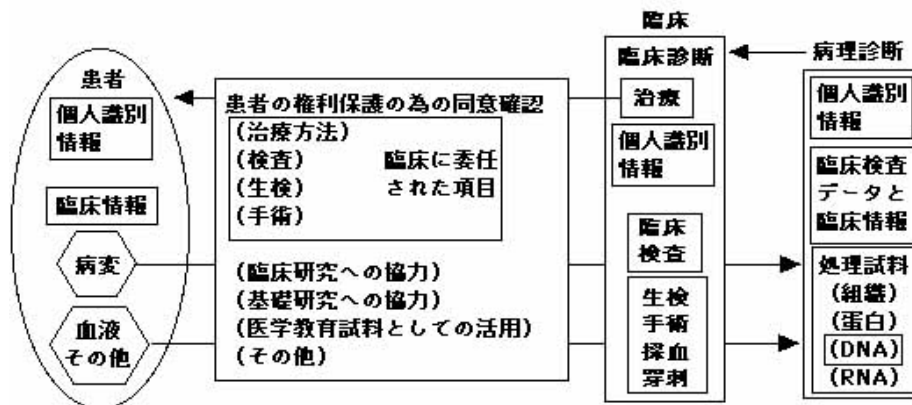 患者
個人識別
情報
臨床情報
病変
血液
その他
患者の権利保護の為の同意確認
(治療方法)
(検査) 臨床に委任
(生検) された項目
(手術)
(臨床研究への協力)
(基礎研究への協力)
(医学教育試料としての活用)
(その他)
臨床
臨床診断
治療
個人識別
情報
臨床
検査
生検
手術
採血
穿刺
病理診断
個人識別
情報
臨床検査
データと
臨床情報
処理試料
(組織)
(蛋白)
(DNA)
(RNA)